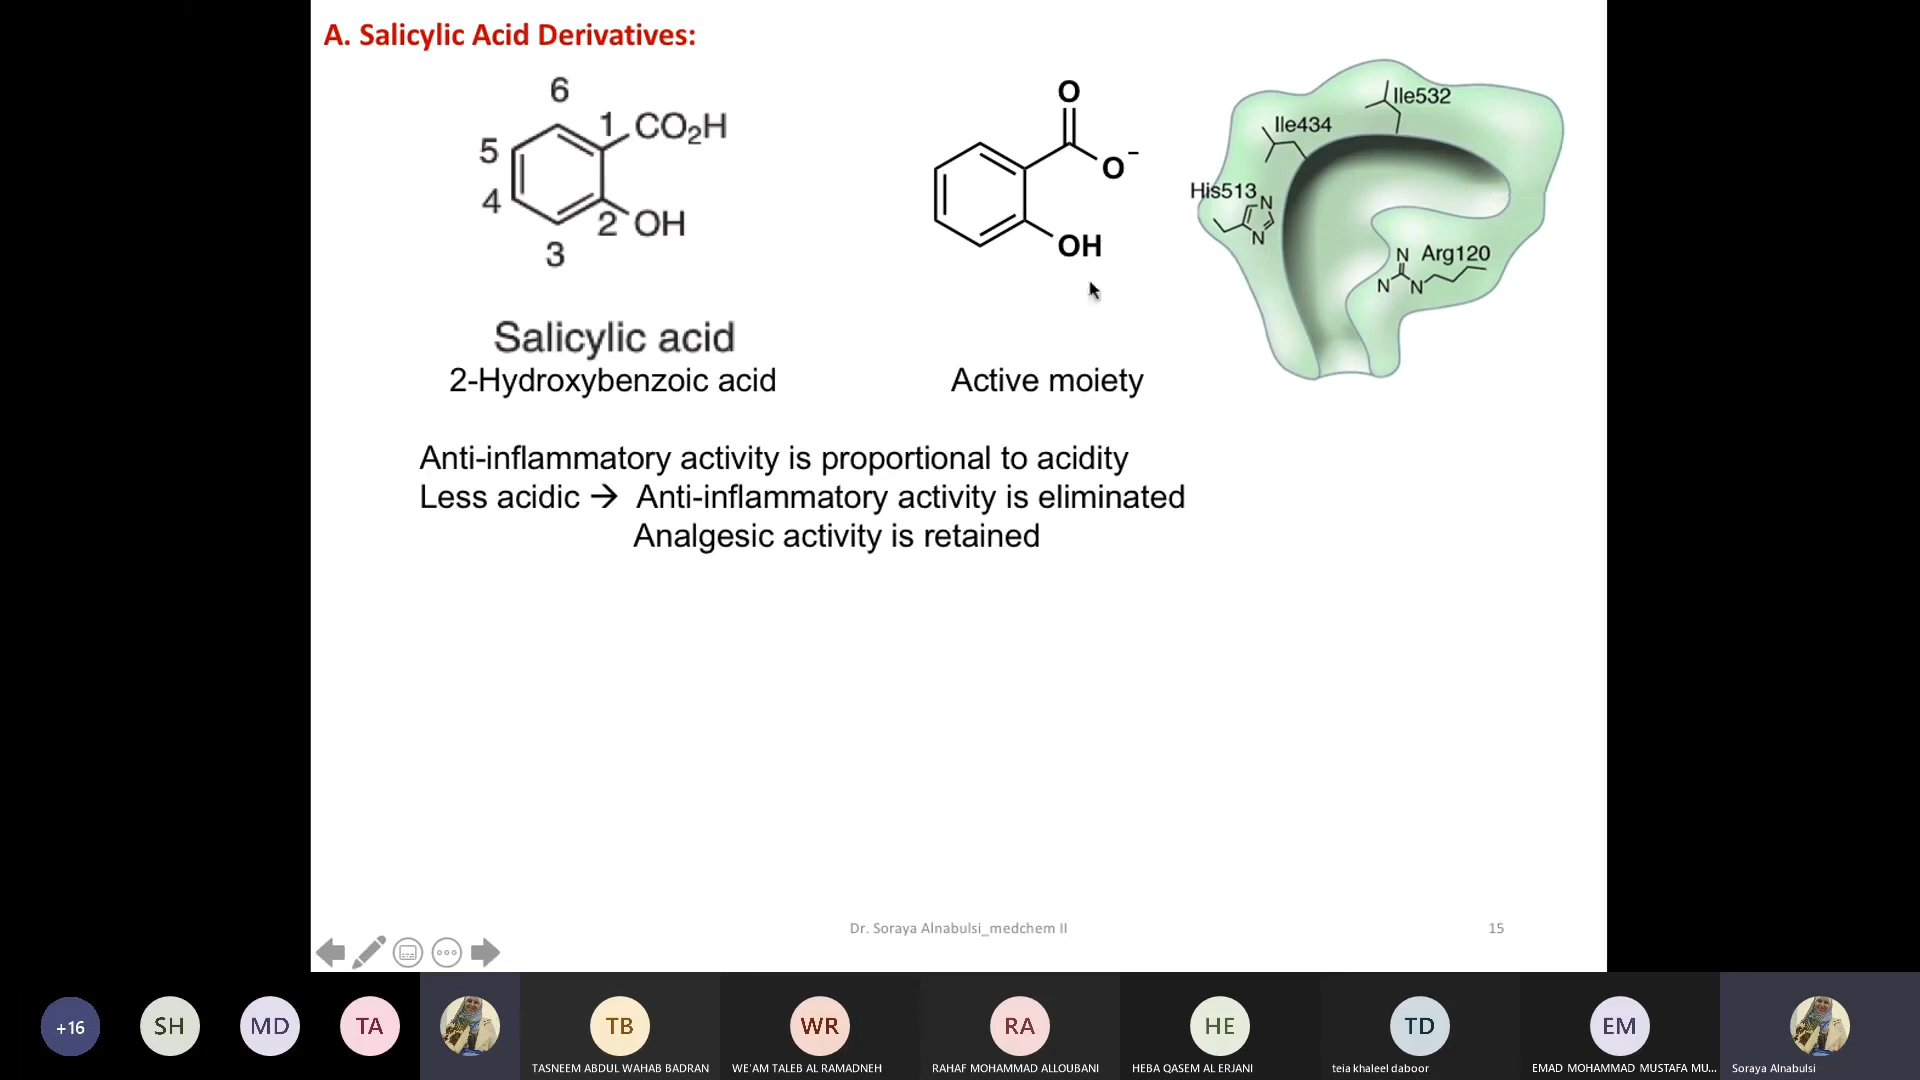 A. Salicylic Acid Derivatives:
6
1
CO₂H
5
4
2
OH
3
Salicylic acid
2-Hydroxybenzoic acid
O
O⁻
OH
Active moiety
Ile532
Ile434
His513
N
N
Arg120
N
N
N
Anti-inflammatory activity is proportional to acidity
Less acidic → Anti-inflammatory activity is eliminated
Analgesic activity is retained
Dr. Soraya Alnabulsi_medchem II
15
+16
SH
MD
TA
TB
TASNEEM ABDUL WAHAB BADRAN
WR
WE'AM TALEB AL RAMADNEH
RA
RAHAF MOHAMMAD ALLOUBANI
HE
HEBA QASEM AL ERJANI
TD
teia khaleel daboor
EM
EMAD MOHAMMAD MUSTAFA MU...
Soraya Alnabulsi